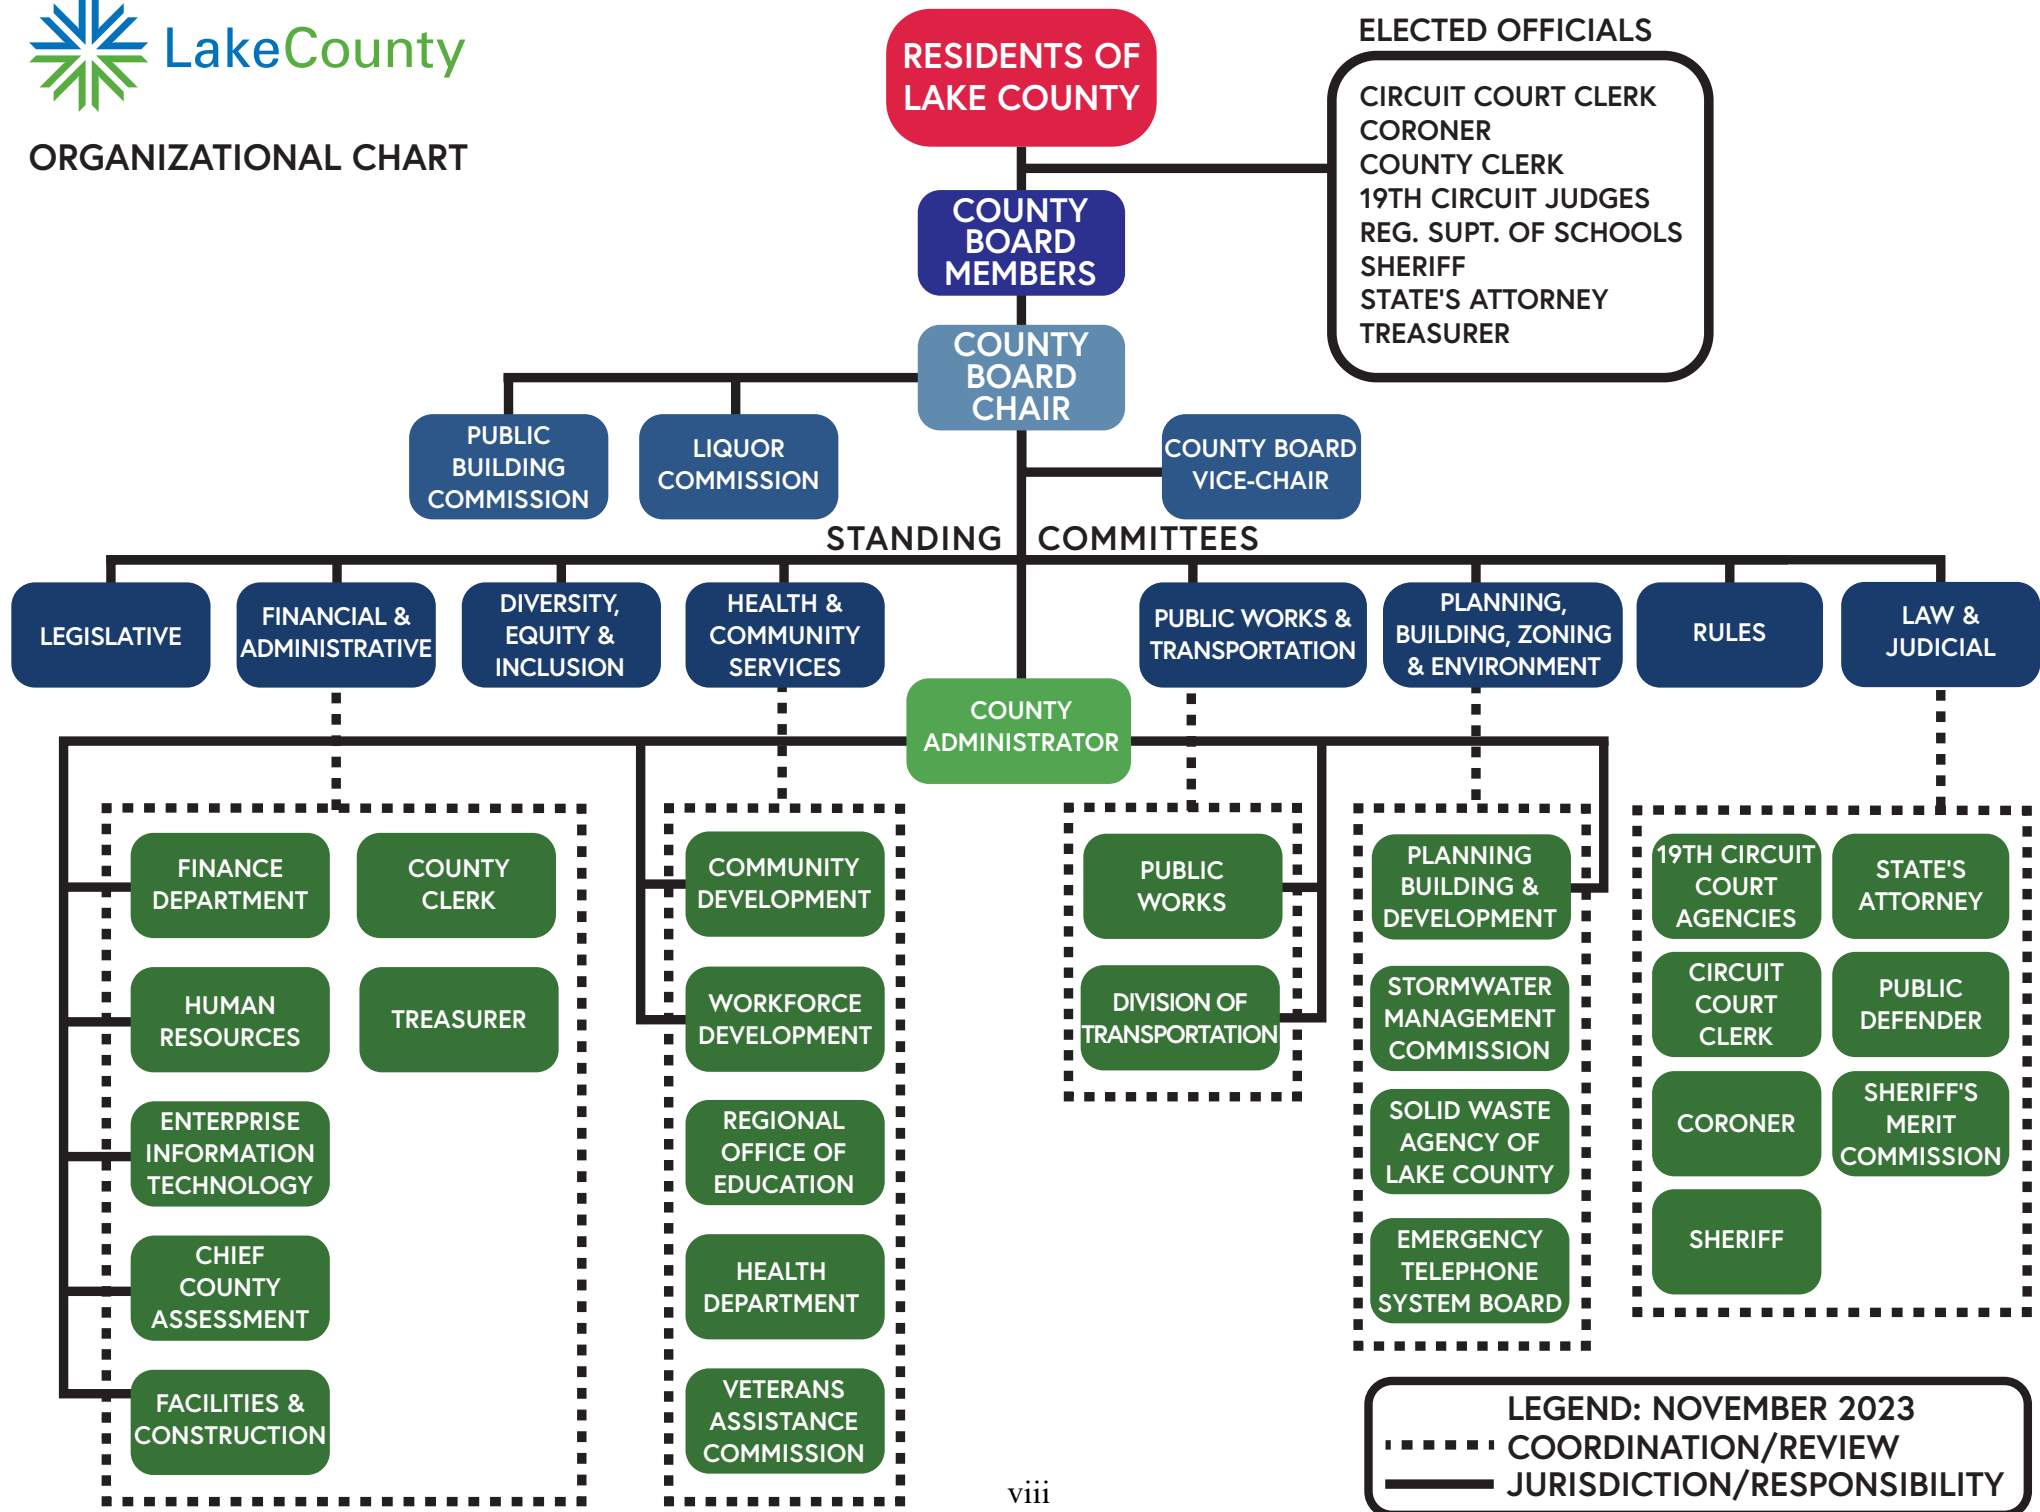 LakeCounty
ORGANIZATIONAL CHART
RESIDENTS OF
LAKE COUNTY
ELECTED OFFICIALS
CIRCUIT COURT CLERK
CORONER
COUNTY CLERK
19TH CIRCUIT JUDGES
REG. SUPT. OF SCHOOLS
SHERIFF
STATE'S ATTORNEY
TREASURER
COUNTY
BOARD
MEMBERS
COUNTY
BOARD
CHAIR
PUBLIC
BUILDING
COMMISSION
LIQUOR
COMMISSION
COUNTY BOARD
VICE-CHAIR
STANDING COMMITTEES
LEGISLATIVE
FINANCIAL &
ADMINISTRATIVE
DIVERSITY,
EQUITY &
INCLUSION
HEALTH &
COMMUNITY
SERVICES
PUBLIC WORKS &
TRANSPORTATION
PLANNING,
BUILDING, ZONING
& ENVIRONMENT
RULES
LAW &
JUDICIAL
COUNTY
ADMINISTRATOR
FINANCE
DEPARTMENT
COUNTY
CLERK
HUMAN
RESOURCES
TREASURER
ENTERPRISE
INFORMATION
TECHNOLOGY
CHIEF
COUNTY
ASSESSMENT
FACILITIES &
CONSTRUCTION
COMMUNITY
DEVELOPMENT
WORKFORCE
DEVELOPMENT
REGIONAL
OFFICE OF
EDUCATION
HEALTH
DEPARTMENT
VETERANS
ASSISTANCE
COMMISSION
PUBLIC
WORKS
DIVISION OF
TRANSPORTATION
PLANNING
BUILDING &
DEVELOPMENT
STORMWATER
MANAGEMENT
COMMISSION
SOLID WASTE
AGENCY OF
LAKE COUNTY
EMERGENCY
TELEPHONE
SYSTEM BOARD
19TH CIRCUIT
COURT
AGENCIES
STATE'S
ATTORNEY
CIRCUIT
COURT
CLERK
PUBLIC
DEFENDER
CORONER
SHERIFF'S
MERIT
COMMISSION
SHERIFF
LEGEND: NOVEMBER 2023
COORDINATION/REVIEW
JURISDICTION/RESPONSIBILITY
viii